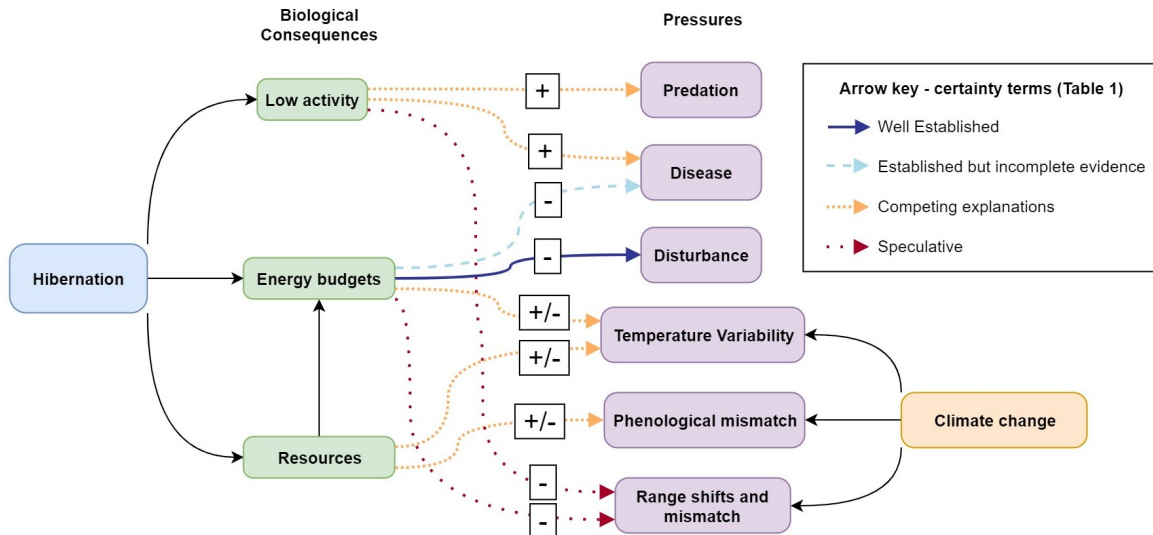 Biological
Consequences
Pressures
Low activity
+
Predation
Arrow key - certainty terms (Table 1)
Well Established
Established but incomplete evidence
Competing explanations
Speculative
+
Disease
-
Hibernation
Energy budgets
-
Disturbance
+/-
Temperature Variability
+/-
Resources
+/-
Phenological mismatch
Climate change
-
Range shifts and
mismatch
-